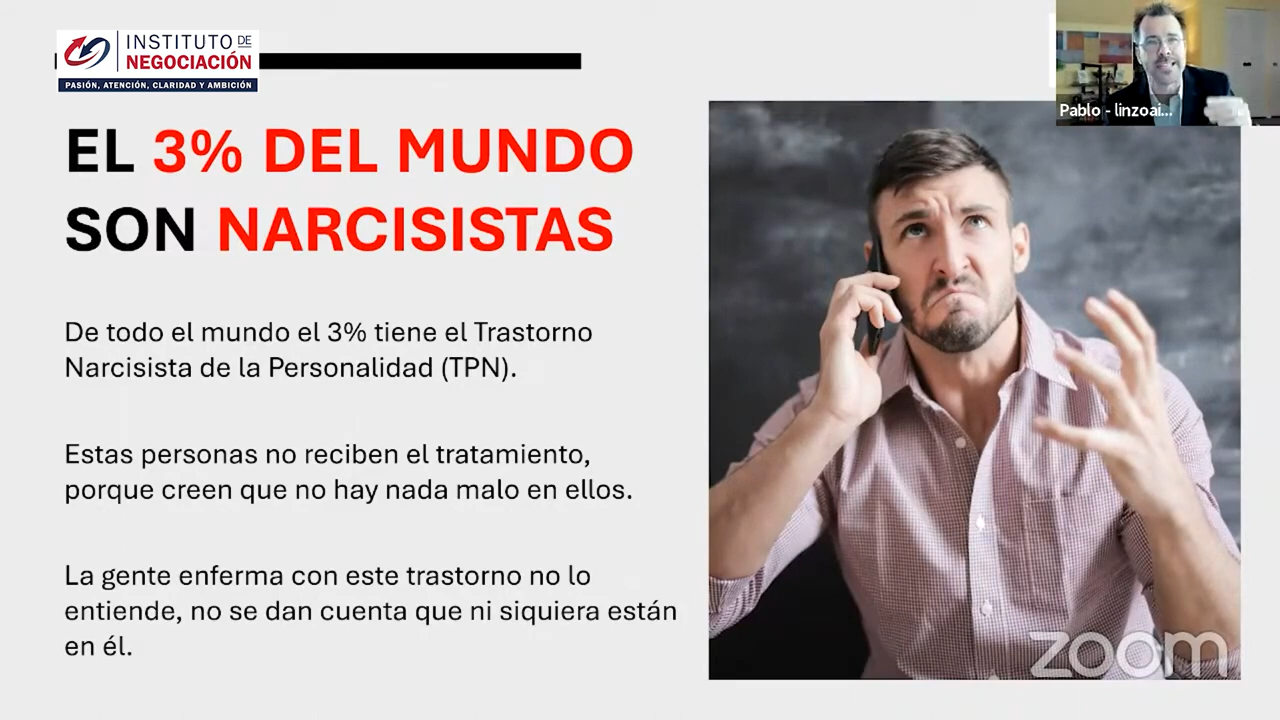 INSTITUTO DE
NEGOCIACIÓN
PASIÓN, ATENCIÓN, CLARIDAD Y AMBICIÓN
Pablo - linzoai...
EL 3% DEL MUNDO
SON NARCISISTAS
De todo el mundo el 3% tiene el Trastorno
Narcisista de la Personalidad (TPN).
Estas personas no reciben el tratamiento,
porque creen que no hay nada malo en ellos.
La gente enferma con este trastorno no lo
entiende, no se dan cuenta que ni siquiera están
en él.
zoom